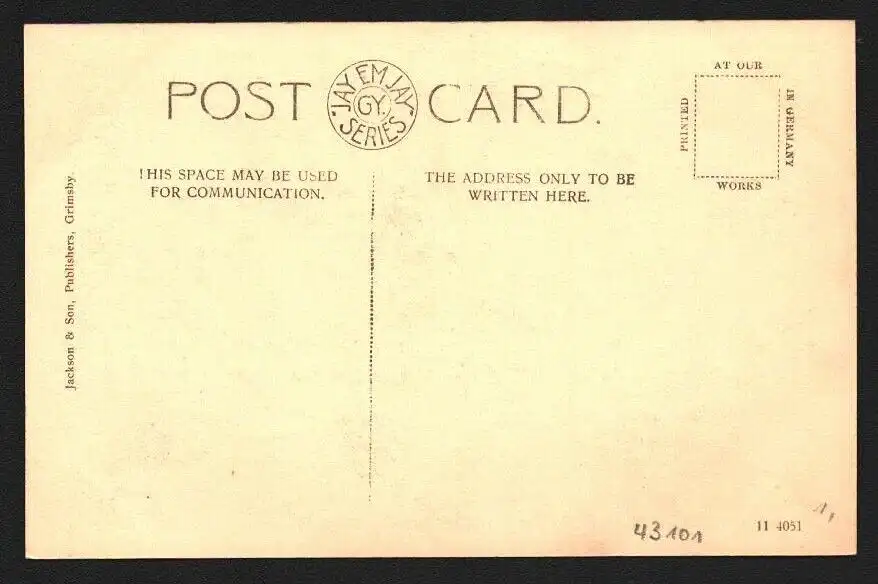 POST CARD.
"JAY EM JAY"
GY.
SERIES
AT OUR
PRINTED
IN GERMANY
WORKS
THIS SPACE MAY BE USED
FOR COMMUNICATION.
THE ADDRESS ONLY TO BE
WRITTEN HERE.
Jackson & Son, Publishers, Grimsby.
43101
11 4051